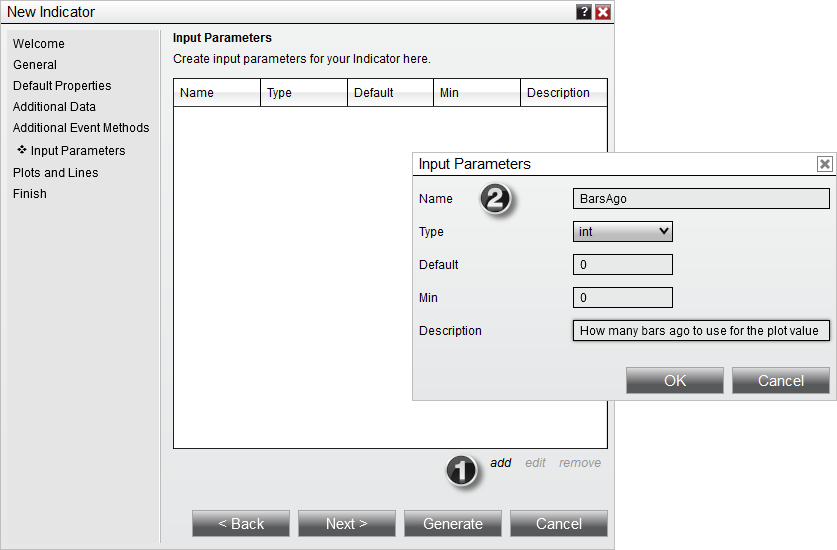 New Indicator
?
Welcome
General
Default Properties
Additional Data
Additional Event Methods
Input Parameters
Plots and Lines
Finish
Input Parameters
Create input parameters for your Indicator here.
Name Type Default Min Description
1 add edit remove
< Back Next > Generate Cancel
Input Parameters
Name 2 BarsAgo
Type int
Default 0
Min 0
Description How many bars ago to use for the plot value
OK Cancel